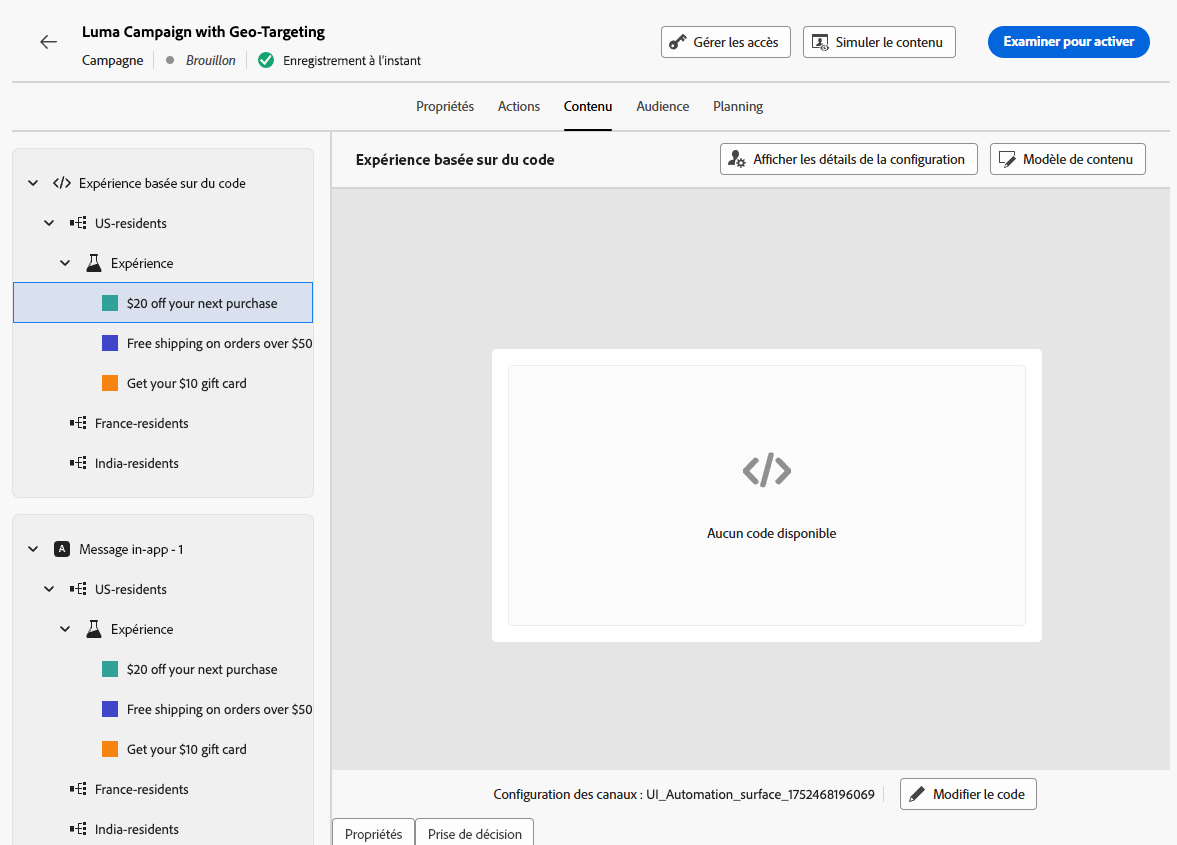 Luma Campaign with Geo-Targeting
Campagne
Brouillon
Enregistrement à l'instant
Gérer les accès
Simuler le contenu
Examiner pour activer
Propriétés
Actions
Contenu
Audience
Planning
Expérience basée sur du code
US-residents
Expérience
$20 off your next purchase
Free shipping on orders over $50
Get your $10 gift card
France-residents
India-residents
A Message in-app - 1
US-residents
Expérience
$20 off your next purchase
Free shipping on orders over $50
Get your $10 gift card
France-residents
India-residents
Expérience basée sur du code
Afficher les détails de la configuration
Modèle de contenu
</>
Aucun code disponible
Configuration des canaux : UI_Automation_surface_1752468196069
Modifier le code
Propriétés
Prise de décision